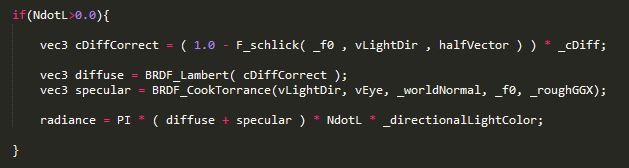 if(NdotL>0.0){
vec3 cDiffCorrect = ( 1.0 - F_schlick( _f0 , vLightDir , halfVector ) ) * _cDiff;
vec3 diffuse = BRDF_Lambert( cDiffCorrect );
vec3 specular = BRDF_CookTorrance(vLightDir, vEye, _worldNormal, _f0, _roughGGX);
radiance = PI * ( diffuse + specular ) * NdotL * _directionalLightColor;
}